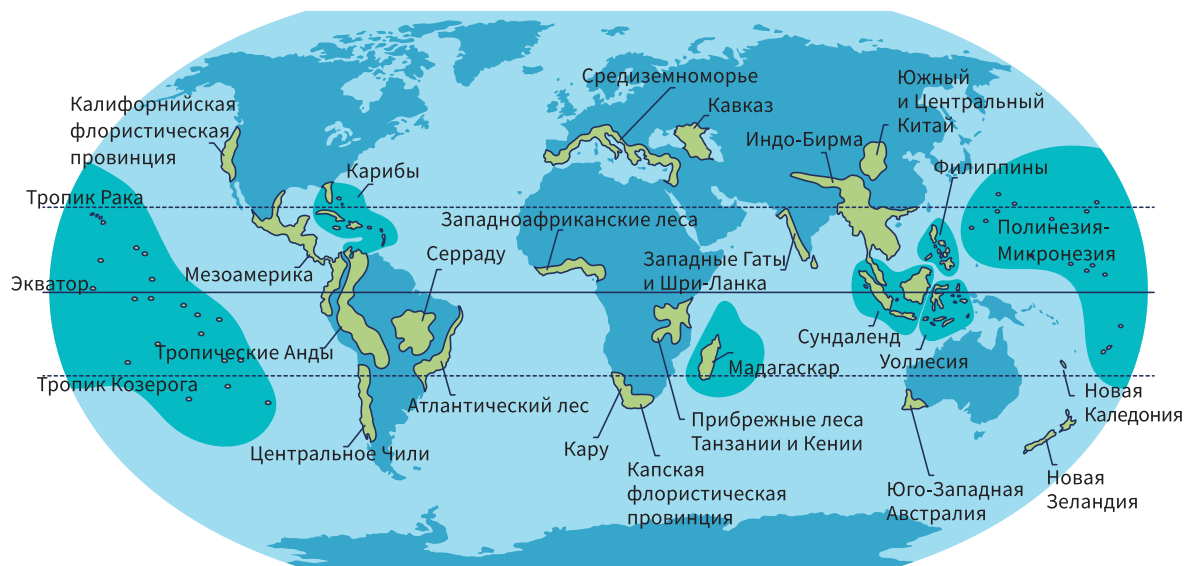 Средиземноморье
Южный
и Центральный
Китай
Калифорнийская
флористическая
провинция
Кавказ
Индо-Бирма
Карибы
Филиппины
Тропик Рака
Западноафриканские леса
Полинезия-
Микронезия
Мезоамерика
Серраду
Западные Гаты
и Шри-Ланка
Экватор
Сундаленд
Тропические Анды
Уоллесия
Мадагаскар
Тропик Козерога
Новая
Каледония
Атлантический лес
Прибрежные леса
Танзании и Кении
Кару
Центральное Чили
Капская
флористическая
провинция
Юго-Западная
Австралия
Новая
Зеландия